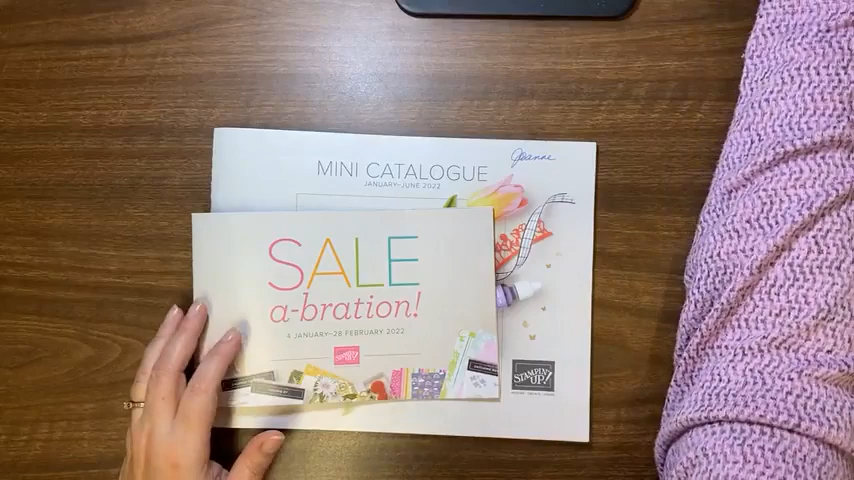 Joanne
MINI CATALOGUE
JANUARY–JUNE 2022
SALE
a-bration!
4 JANUARY–28 FEBRUARY 2022
STAMPIN' UP!